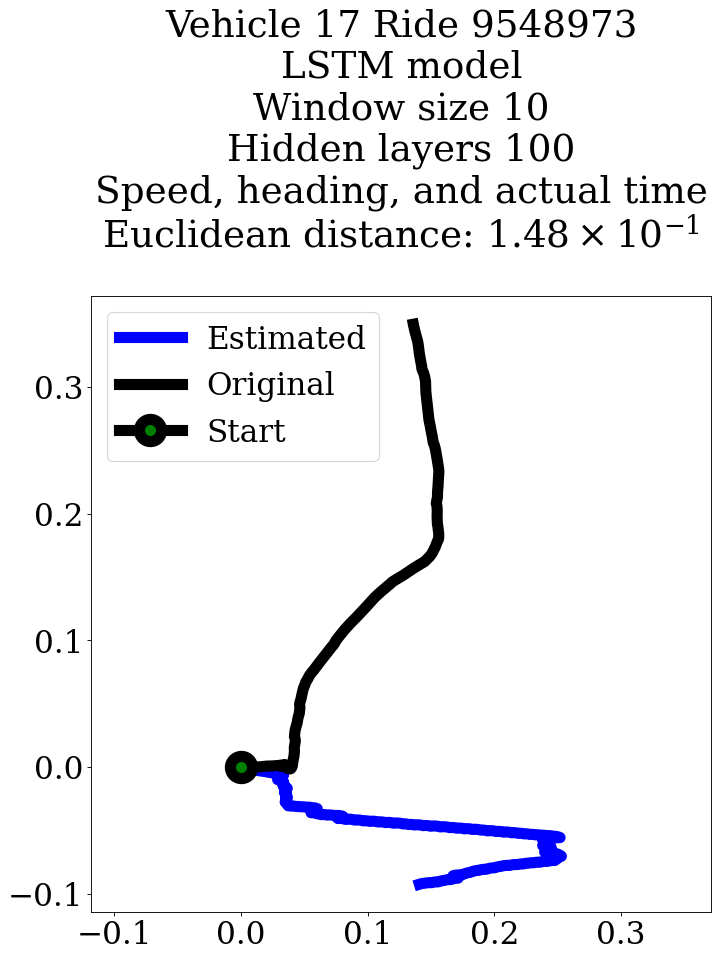 Vehicle 17 Ride 9548973
LSTM model
Window size 10
Hidden layers 100
Speed, heading, and actual time
Euclidean distance: 1.48 × 10⁻¹
Estimated
Original
Start
0.3
0.2
0.1
0.0
−0.1
−0.1 0.0 0.1 0.2 0.3